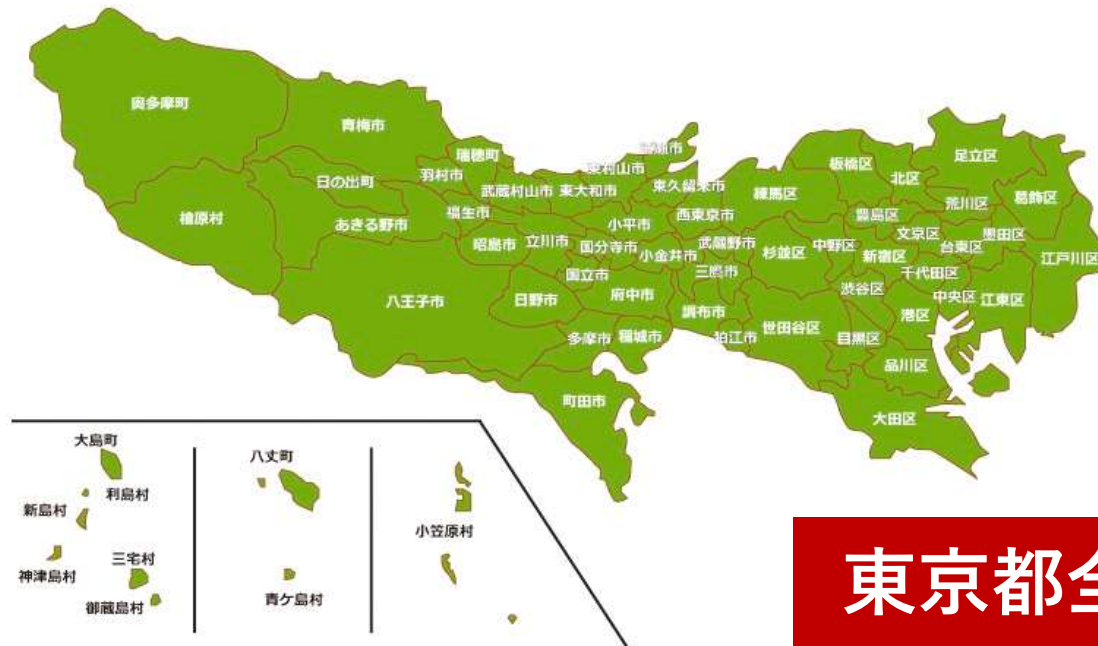 奥多摩町
青梅市
瑞穂町
羽村市
日の出町
檜原村
あきる野市
福生市
武蔵村山市
東大和市
東村山市
東久留米市
昭島市
立川市
小平市
西東京市
国分寺市
小金井市
武蔵野市
国立市
三鷹市
八王子市
日野市
府中市
調布市
多摩市
稲城市
狛江市
町田市
練馬区
板橋区
北区
足立区
豊島区
荒川区
葛飾区
文京区
台東区
墨田区
杉並区
中野区
新宿区
千代田区
江戸川区
渋谷区
中央区
江東区
港区
世田谷区
目黒区
品川区
大田区
大島町
利島村
新島村
神津島村
三宅村
御蔵島村
八丈町
青ケ島村
小笠原村
東京都